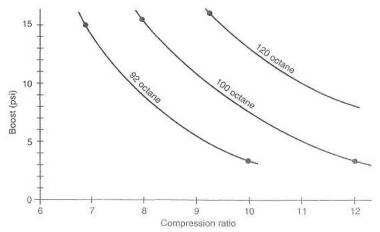 15
10
5
0
Boost (psi)
92 octane
100 octane
120 octane
6 7 8 9 10 11 12
Compression ratio